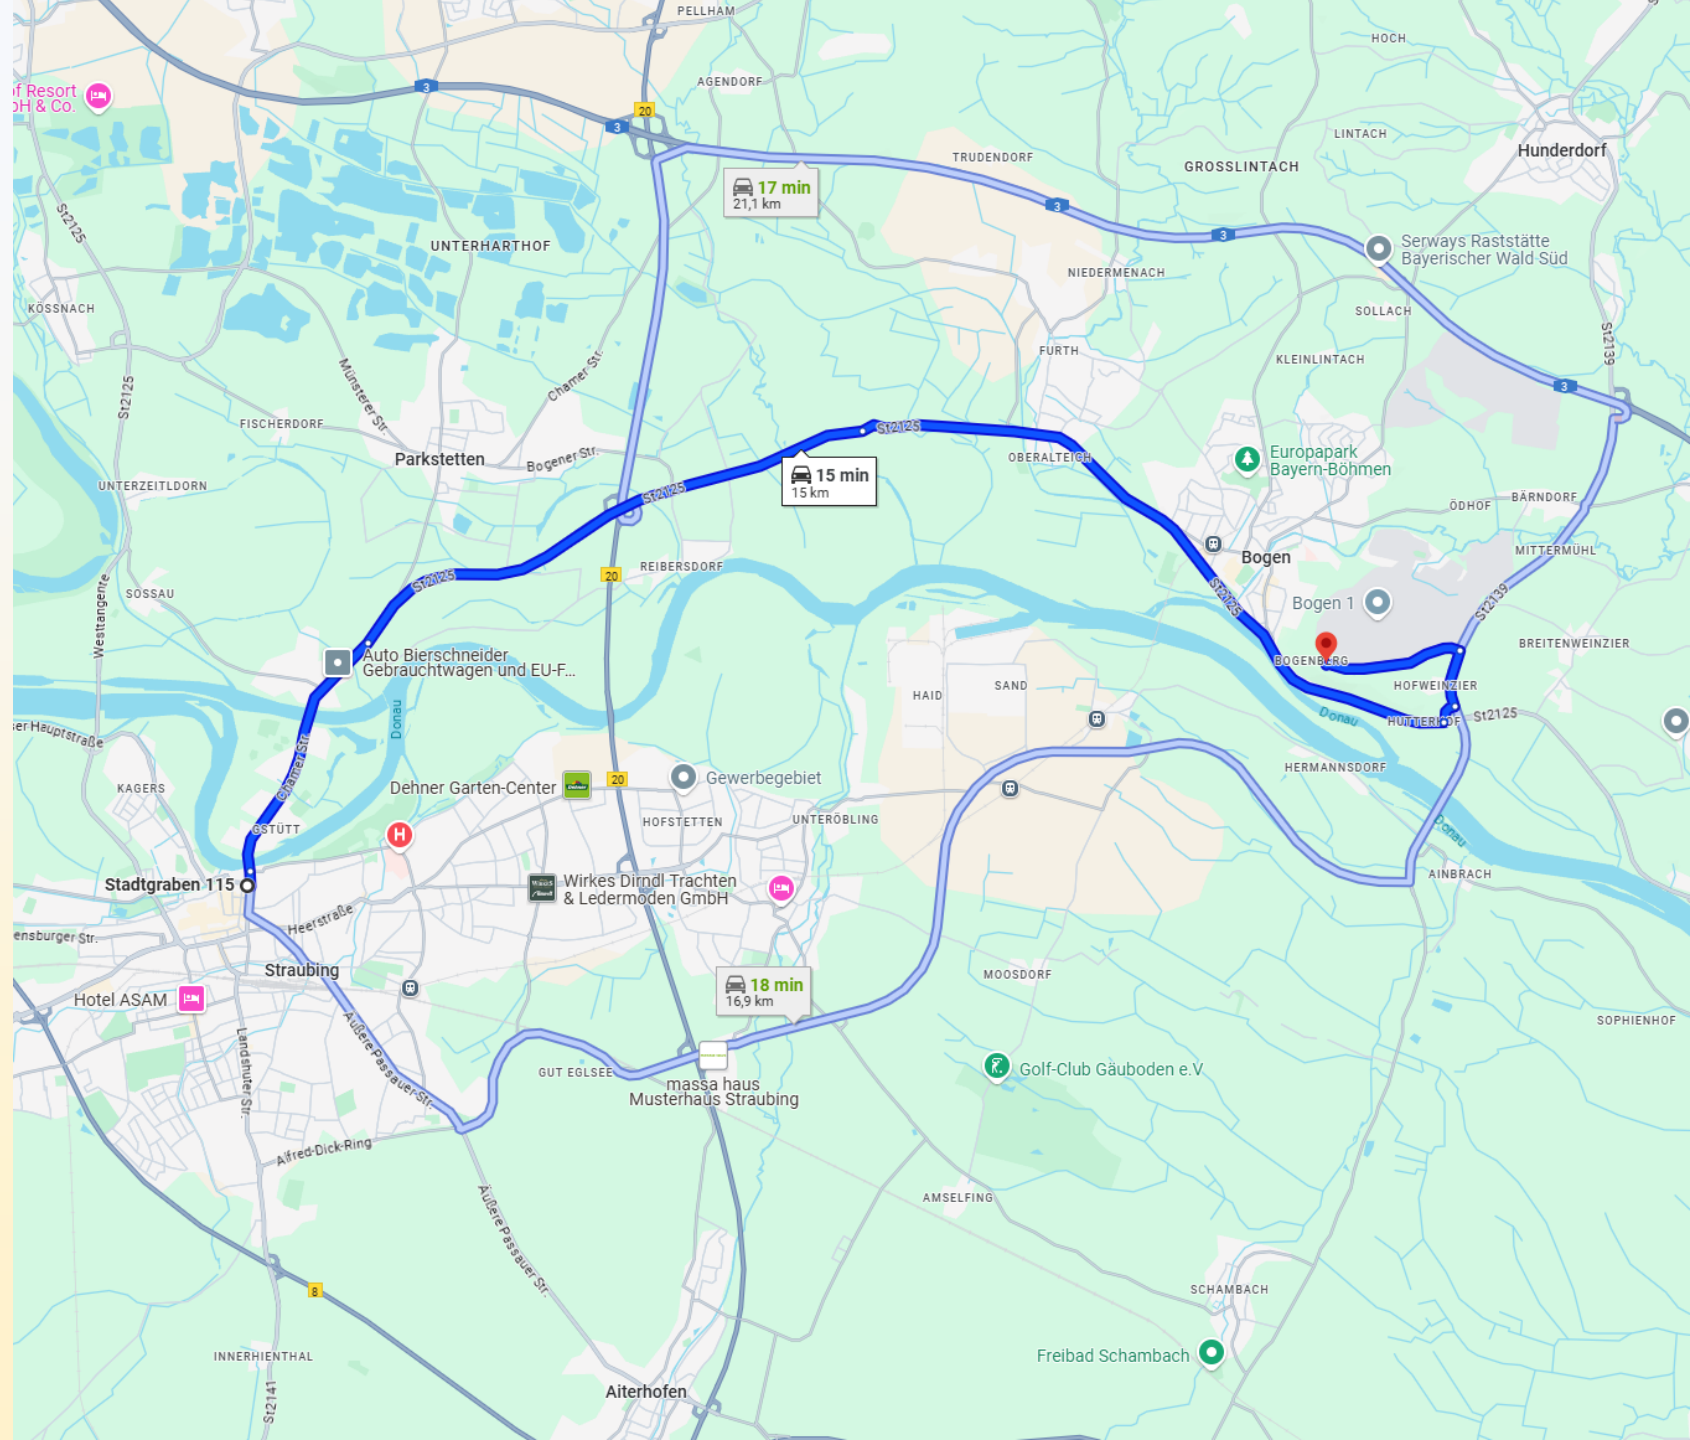 PELLHAM
HOCH
of Resort
bH & Co.
AGENDORF
3
20
3
LINTACH
Hunderdorf
TRUDENDORF
GROSSLINTACH
17 min
21,1 km
3
St2125
UNTERHARTHOF
3
Serways Raststätte
Bayerischer Wald Süd
NIEDERMENACH
KÖSSNACH
SOLLACH
St2139
FURTH
KLEINLINTACH
Münsterer Str.
Chamer Str.
St2125
3
FISCHERDORF
St2125
Parkstetten
Bogener Str.
OBERALTEICH
Europapark
Bayern-Böhmen
15 min
15 km
UNTERZEITLDORN
St2125
BÄRNDORF
ÖDHOF
Bogen
MITTERMÜHL
REIBERSDORF
20
St2125
SOSSAU
Westtangente
St2125
Bogen 1
St2139
BREITENWEINZIER
Auto Bierschneider
Gebrauchtwagen und EU-F...
BOGENBERG
HOFWEINZIER
SAND
HAID
Donau
Donau
HUTTERHOF
St2125
ser Hauptstraße
Chamer Str.
HERMANNSDORF
KAGERS
Dehner Garten-Center
20
Gewerbegebiet
GSTÜTT
HOFSTETTEN
UNTERÖBLING
Donau
H
AINBRACH
Stadtgraben 115
Wirkes Dirndl Trachten
& Ledermoden GmbH
Heerstraße
ensburger Str.
Straubing
MOOSDORF
18 min
16,9 km
Hotel ASAM
SOPHIENHOF
Landshuter Str.
Äußere Passauer Str.
GUT EGLSEE
Golf-Club Gäuboden e.V
massa haus
Musterhaus Straubing
Alfred-Dick-Ring
AMSELFING
Äußere Passauer Str.
8
SCHAMBACH
INNERHIENTHAL
Freibad Schambach
St2141
Aiterhofen